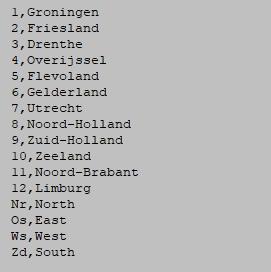 1,Groningen
2,Friesland
3,Drenthe
4,Overijssel
5,Flevoland
6,Gelderland
7,Utrecht
8,Noord-Holland
9,Zuid-Holland
10,Zeeland
11,Noord-Brabant
12,Limburg
Nr,North
Os,East
Ws,West
Zd,South